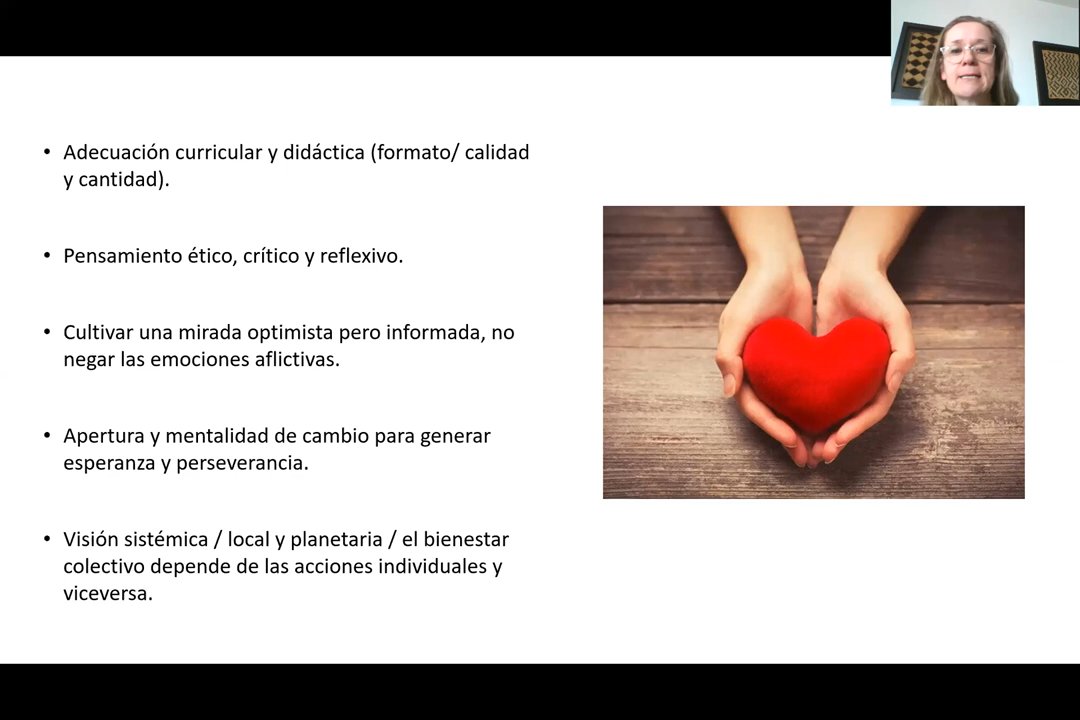 • Adecuación curricular y didáctica (formato/ calidad
y cantidad).
• Pensamiento ético, crítico y reflexivo.
• Cultivar una mirada optimista pero informada, no
negar las emociones aflictivas.
• Apertura y mentalidad de cambio para generar
esperanza y perseverancia.
• Visión sistémica / local y planetaria / el bienestar
colectivo depende de las acciones individuales y
viceversa.